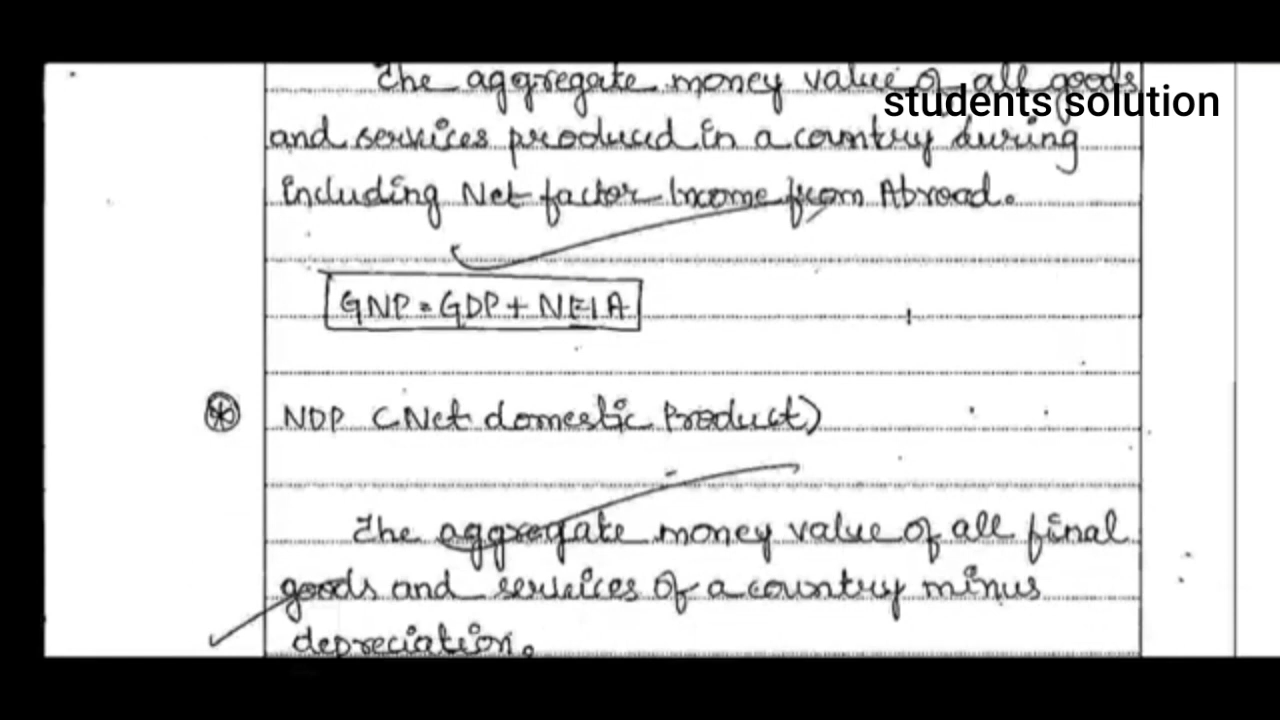 The aggregate money value of all goods
students solution
and services produced in a country during
including Net factor Income from Abroad.
GNP = GDP + NFIA
NDP (Net domestic Product)
The aggregate money value of all final
goods and services of a country minus
depreciation.